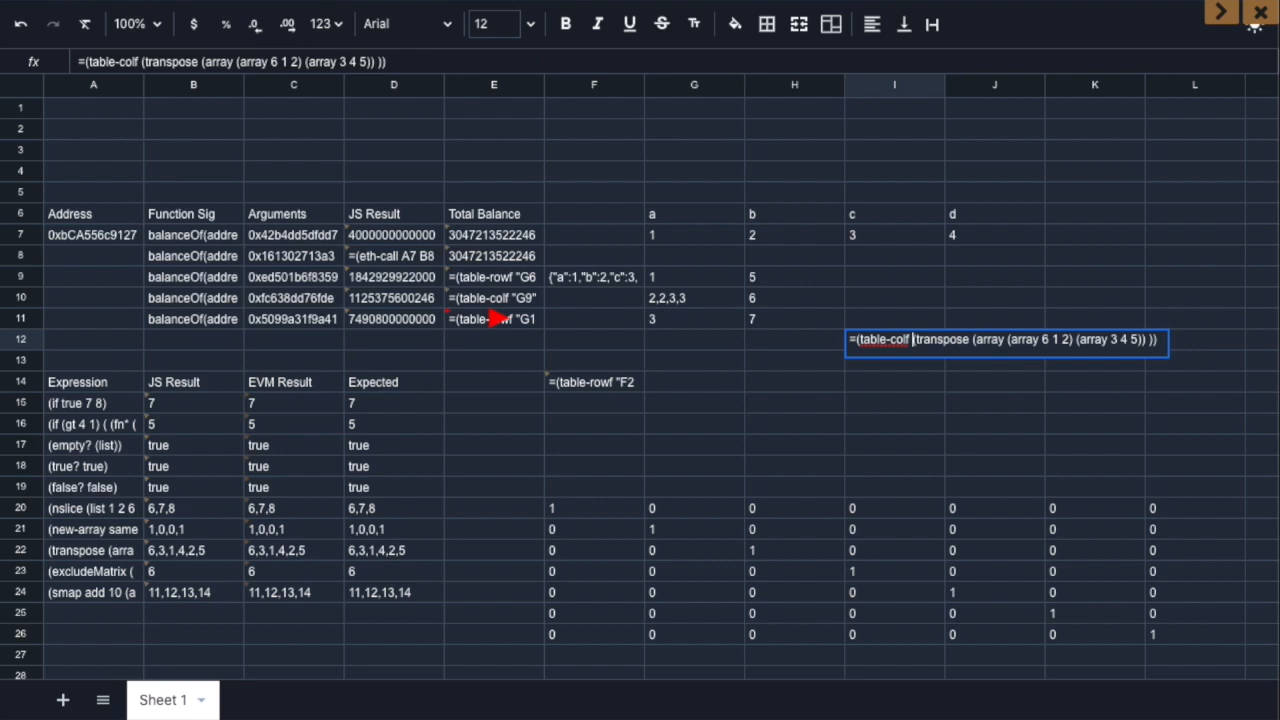 100% $ % .0 .00 123 Arial 12 B I U S Tr
fx =(table-colf (transpose (array (array 6 1 2) (array 3 4 5)) ))
A B C D E F G H I J K L
1
2
3
4
5
6 Address Function Sig Arguments JS Result Total Balance a b c d
7 0xbCA556c9127 balanceOf(addre 0x42b4dd5dfdd7 4000000000000 3047213522246 1 2 3 4
8 balanceOf(addre 0x161302713a3 =(eth-call A7 B8 3047213522246
9 balanceOf(addre 0xed501b6f8359 1842929922000 =(table-rowf "G6 {"a":1,"b":2,"c":3, 1 5
10 balanceOf(addre 0xfc638dd76fde 1125375600246 =(table-colf "G9" 2,2,3,3 6
11 balanceOf(addre 0x5099a31f9a41 7490800000000 "G1 3 7
12 =(table-colf (transpose (array (array 6 1 2) (array 3 4 5)) ))
13
14 Expression JS Result EVM Result Expected =(table-rowf "F2
15 (if true 7 8) 7 7 7
16 (if (gt 4 1) ( (fn* ( 5 5 5
17 (empty? (list)) true true true
18 (true? true) true true true
19 (false? false) true true true
20 (nslice (list 1 2 6 6,7,8 6,7,8 6,7,8 1 0 0 0 0 0 0
21 (new-array same 1,0,0,1 1,0,0,1 1,0,0,1 0 1 0 0 0 0 0
22 (transpose (arra 6,3,1,4,2,5 6,3,1,4,2,5 6,3,1,4,2,5 0 0 1 0 0 0 0
23 (excludeMatrix ( 6 6 6 0 0 0 1 0 0 0
24 (smap add 10 (a 11,12,13,14 11,12,13,14 11,12,13,14 0 0 0 0 1 0 0
25 0 0 0 0 0 1 0
26 0 0 0 0 0 0 1
27
28
Sheet 1